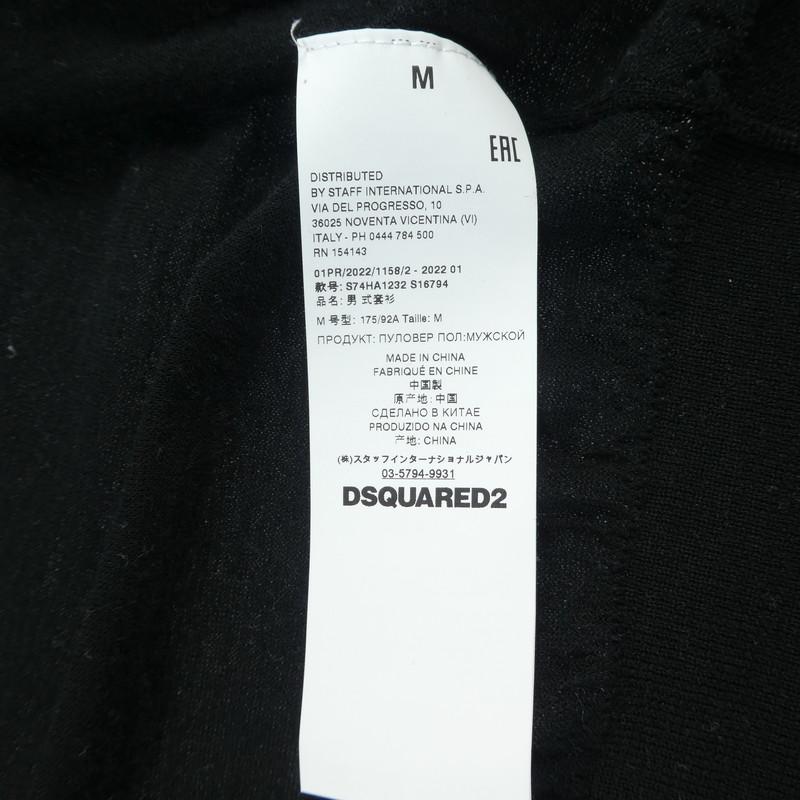 M
EAC
DISTRIBUTED
BY STAFF INTERNATIONAL S.P.A.
VIA DEL PROGRESSO, 10
36025 NOVENTA VICENTINA (VI)
ITALY - PH 0444 784 500
RN 154143
01PR/2022/1158/2 - 2022 01
款号: S74HA1232 S16794
品名: 男 式套衫
M 号型: 175/92A Taille: M
ПРОДУКТ: ПУЛОВЕР ПОЛ:МУЖСКОЙ
MADE IN CHINA
FABRIQUÉ EN CHINE
中国製
原产地: 中国
СДЕЛАНО В КИТАЕ
PRODUZIDO NA CHINA
产地: CHINA
(株)スタッフインターナショナルジャパン
03-5794-9931
DSQUARED2